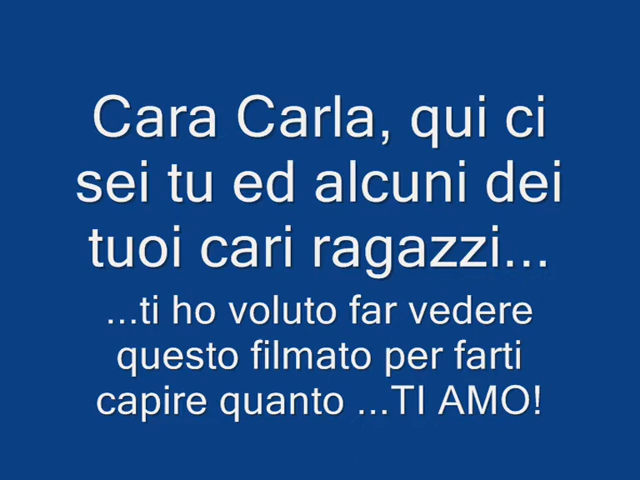 Cara Carla, qui ci
sei tu ed alcuni dei
tuoi cari ragazzi...
...ti ho voluto far vedere
questo filmato per farti
capire quanto ...TI AMO!